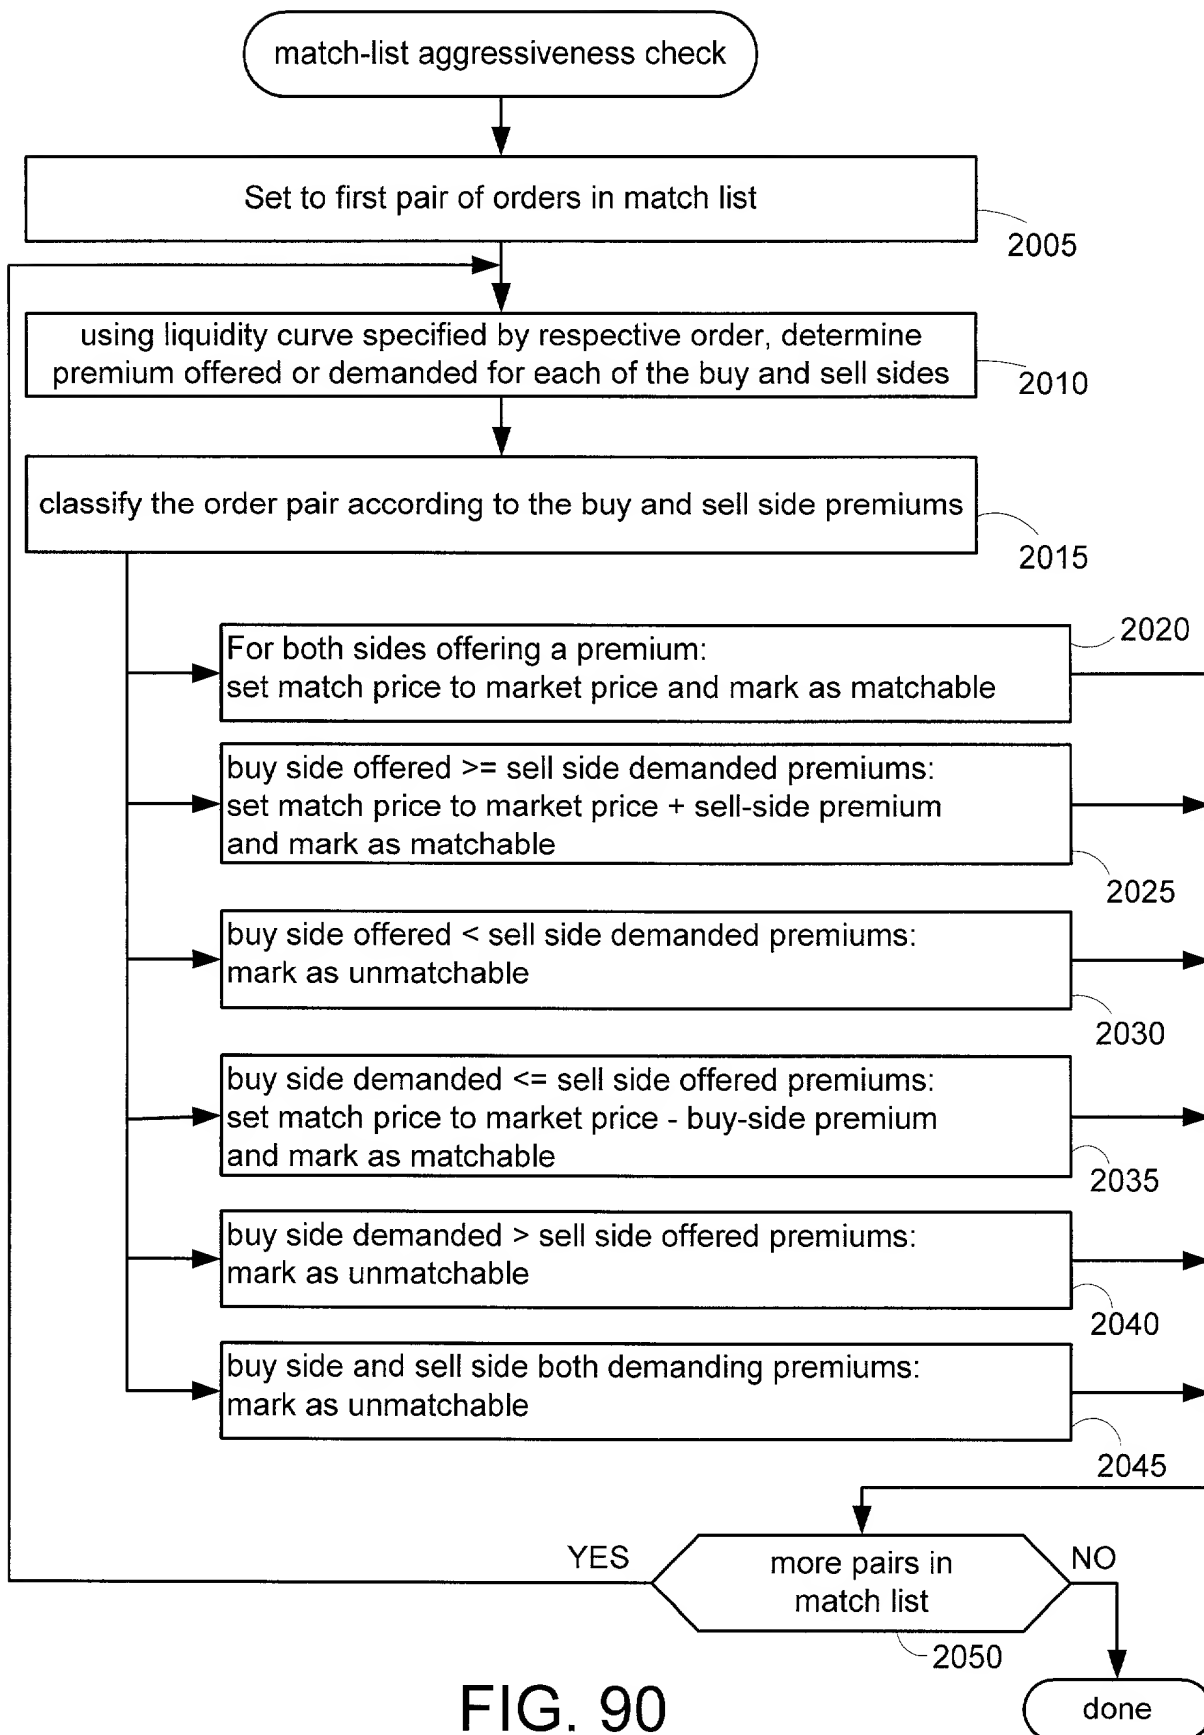 match-list aggressiveness check
Set to first pair of orders in match list
2005
using liquidity curve specified by respective order, determine
premium offered or demanded for each of the buy and sell sides
2010
classify the order pair according to the buy and sell side premiums
2015
2020
For both sides offering a premium:
set match price to market price and mark as matchable
buy side offered >= sell side demanded premiums:
set match price to market price + sell-side premium
and mark as matchable
2025
buy side offered < sell side demanded premiums:
mark as unmatchable
2030
buy side demanded <= sell side offered premiums:
set match price to market price - buy-side premium
and mark as matchable
2035
buy side demanded > sell side offered premiums:
mark as unmatchable
2040
buy side and sell side both demanding premiums:
mark as unmatchable
2045
YES
more pairs in
match list
NO
2050
done
FIG. 90